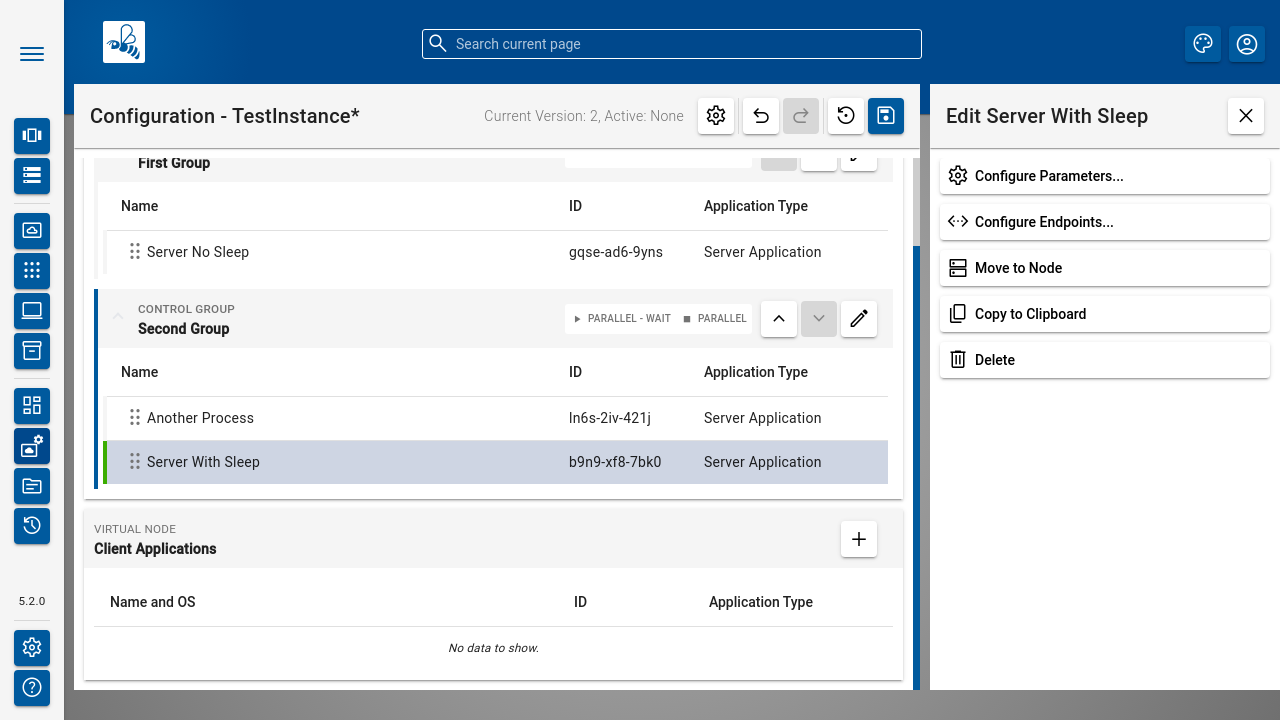 Search current page
Configuration - TestInstance*
Current Version: 2, Active: None
Edit Server With Sleep
First Group
Name ID Application Type
Server No Sleep gqse-ad6-9yns Server Application
CONTROL GROUP
Second Group
PARALLEL - WAIT PARALLEL
Name ID Application Type
Another Process ln6s-2iv-421j Server Application
Server With Sleep b9n9-xf8-7bk0 Server Application
VIRTUAL NODE
Client Applications
Name and OS ID Application Type
No data to show.
Configure Parameters...
Configure Endpoints...
Move to Node
Copy to Clipboard
Delete
5.2.0